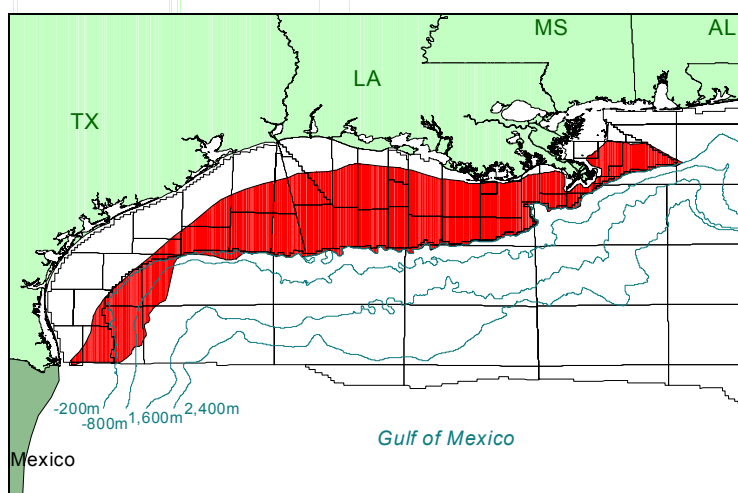 MS
AL
LA
TX
-200m
-800m
1,600m
2,400m
Gulf of Mexico
Mexico